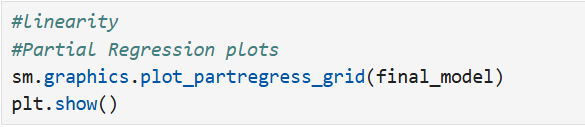 #linearity
#Partial Regression plots
sm.graphics.plot_partregress_grid(final_model)
plt.show()